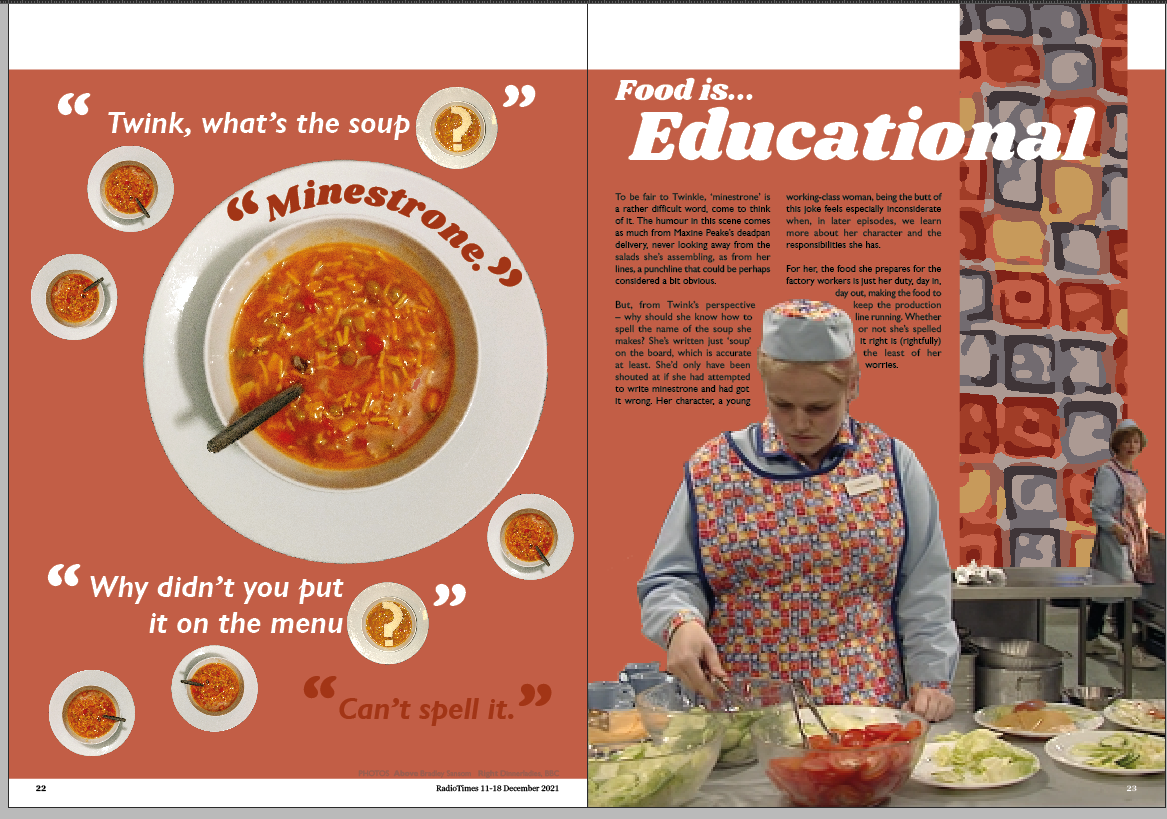 “ Twink, what’s the soup ? ”
“Minestrone.”
“ Why didn’t you put
it on the menu ? ”
“Can’t spell it.”
PHOTOS
BBC
22
RadioTimes 11-18 December 2021
Food is...
Educational
To be fair to Twinkle, ‘minestrone’ is
a rather difficult word, come to think
of it. The humour in this scene comes
as much from Maxine Peake’s deadpan
delivery, never looking away from the
salads she’s assembling, as from her
lines, a punchline that could be perhaps
considered a bit obvious.
But, from Twink’s perspective
– why should she know how to
spell the name of the soup she
makes? She’s written just ‘soup’
on the board, which is accurate
at least. She’d only have been
shouted at if she had attempted
to write minestrone and had got
it wrong. Her character, a young
working-class woman, being the butt of
this joke feels especially inconsiderate
when, in later episodes, we learn
more about her character and the
responsibilities she has.
For her, the food she prepares for the
factory workers is just her duty, day in,
day out, making the food to
keep the production
line running. Whether
or not she’s spelled
it right is (rightfully)
the least of her
worries.
23